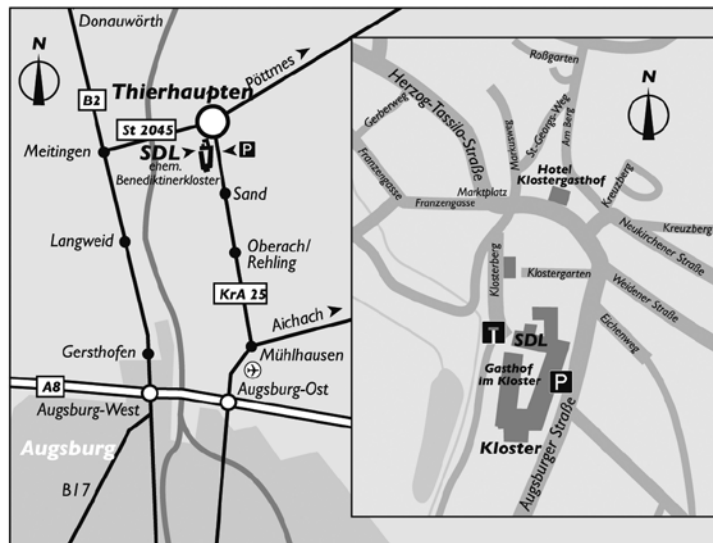 Donauwörth
N
B2
Thierhaupten
Pöttmes
St 2045
Meitingen
SDL
P
ehem.
Benediktinerkloster
Sand
Langweid
Oberach/
Rehling
KrA 25
Aichach
Gersthofen
Mühlhausen
A8
Augsburg-West
Augsburg-Ost
Augsburg
B17
Roßgarten
N
Herzog-Tassilo-Straße
Gerberweg
St.-Georgs-Weg
Am Berg
Markusweg
Franzengasse
Hotel
Klostergasthof
Marktplatz
Franzengasse
Kreuzberg
Kreuzberg
Neukirchener Straße
Klosterberg
Klostergarten
Weidener Straße
Eichenweg
T
SDL
Gasthof
im Kloster
P
Kloster
Augsburger Straße